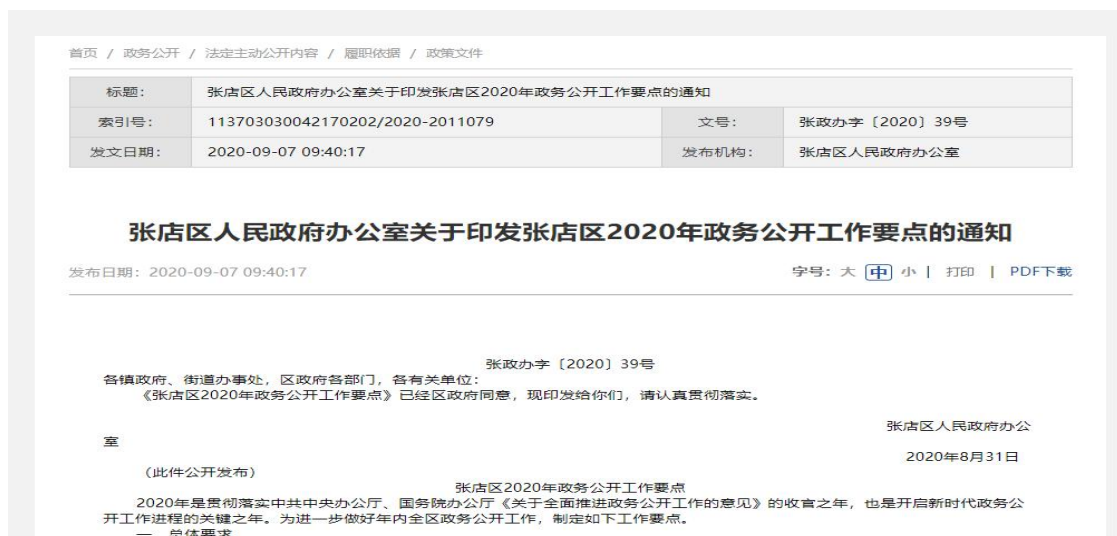 首页 / 政务公开 / 法定主动公开内容 / 履职依据 / 政策文件
标题： 张店区人民政府办公室关于印发张店区2020年政务公开工作要点的通知
索引号： 113703030042170202/2020-2011079 文号： 张政办字〔2020〕39号
发文日期： 2020-09-07 09:40:17 发布机构： 张店区人民政府办公室
张店区人民政府办公室关于印发张店区2020年政务公开工作要点的通知
发布日期：2020-09-07 09:40:17 字号：大 中 小 | 打印 | PDF下载
张政办字〔2020〕39号
各镇政府、街道办事处，区政府各部门，各有关单位：
《张店区2020年政务公开工作要点》已经区政府同意，现印发给你们，请认真贯彻落实。
张店区人民政府办公
室
2020年8月31日
（此件公开发布）
张店区2020年政务公开工作要点
2020年是贯彻落实中共中央办公厅、国务院办公厅《关于全面推进政务公开工作的意见》的收官之年，也是开启新时代政务公
开工作进程的关键之年。为进一步做好年内全区政务公开工作，制定如下工作要点。
一、总体要求